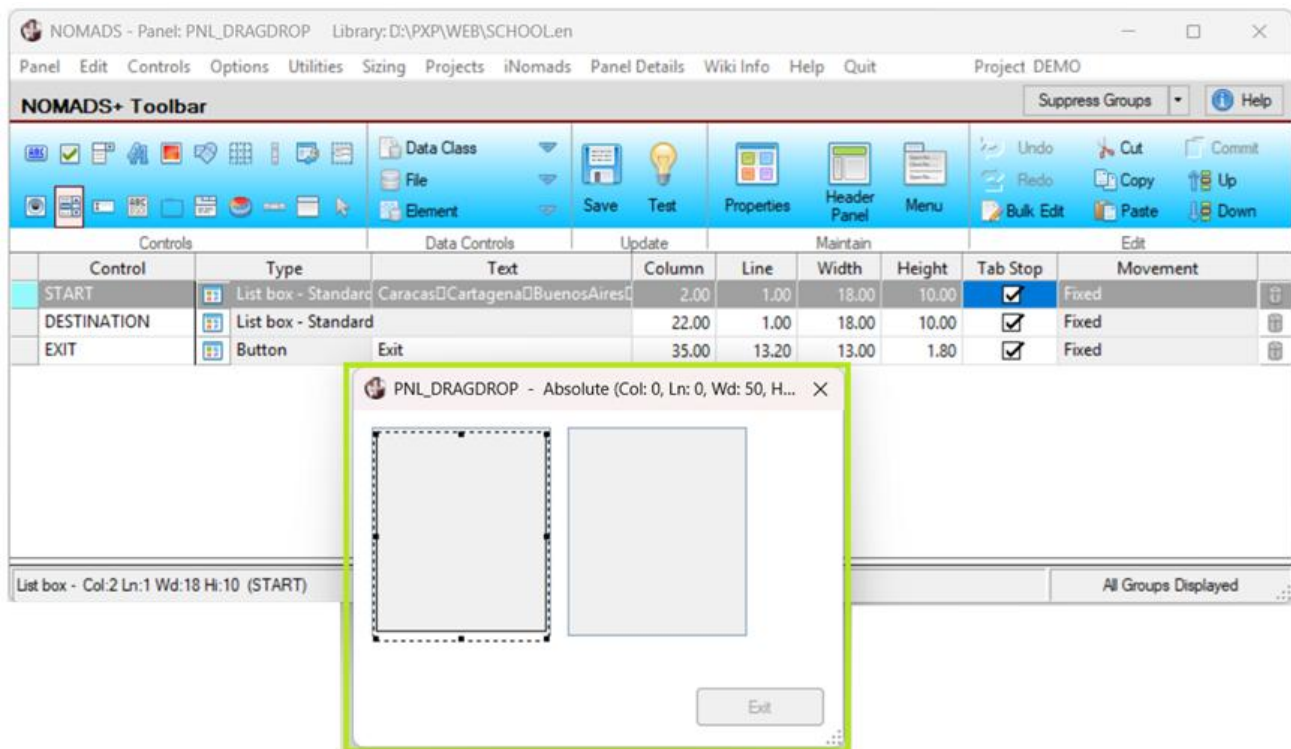 NOMADS - Panel: PNL_DRAGDROP Library: D:\PXP\WEB\SCHOOL.en
Panel Edit Controls Options Utilities Sizing Projects iNomads Panel Details Wiki Info Help Quit Project DEMO
NOMADS+ Toolbar Suppress Groups Help
Data Class Undo Cut Commit
File Redo Copy Up
Element Save Test Properties Header Panel Menu Bulk Edit Paste Down
Controls Data Controls Update Maintain Edit
Control Type Text Column Line Width Height Tab Stop Movement
START List box - Standard Caracas▯Cartagena▯BuenosAires▯ 2.00 1.00 18.00 10.00 Fixed
DESTINATION List box - Standard 22.00 1.00 18.00 10.00 Fixed
EXIT Button Exit 35.00 13.20 13.00 1.80 Fixed
PNL_DRAGDROP - Absolute (Col: 0, Ln: 0, Wd: 50, H...
Exit
List box - Col:2 Ln:1 Wd:18 Hi:10 (START) All Groups Displayed